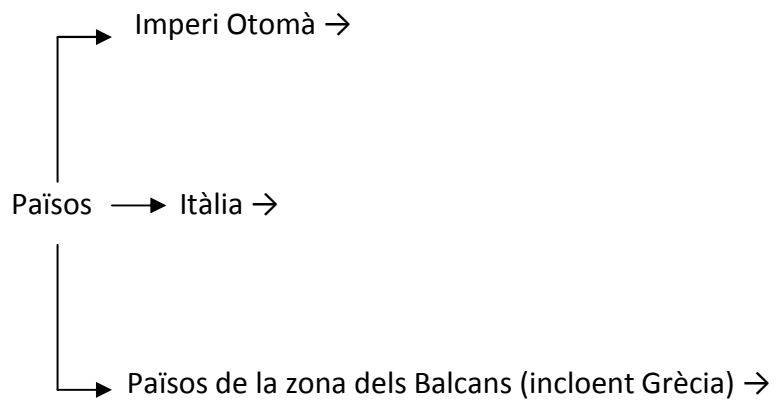 Imperi Otomà →
Països → Itàlia →
Països de la zona dels Balcans (incloent Grècia) →